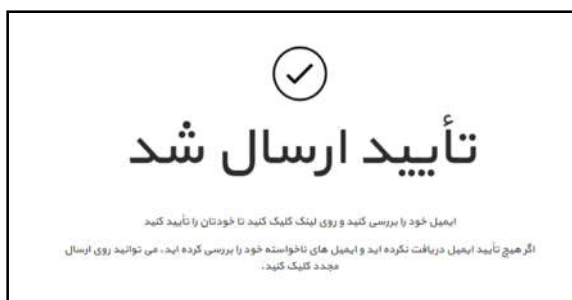 تأیید ارسال شد
ایمیل خود را بررسی کنید و روی لینک کلیک کنید تا خودتان را تأیید کنید
اگر هیچ تأیید ایمیل دریافت نکرده اید و ایمیل های ناخواسته خود را بررسی کرده اید، می توانید روی ارسال
مجدد کلیک کنید.